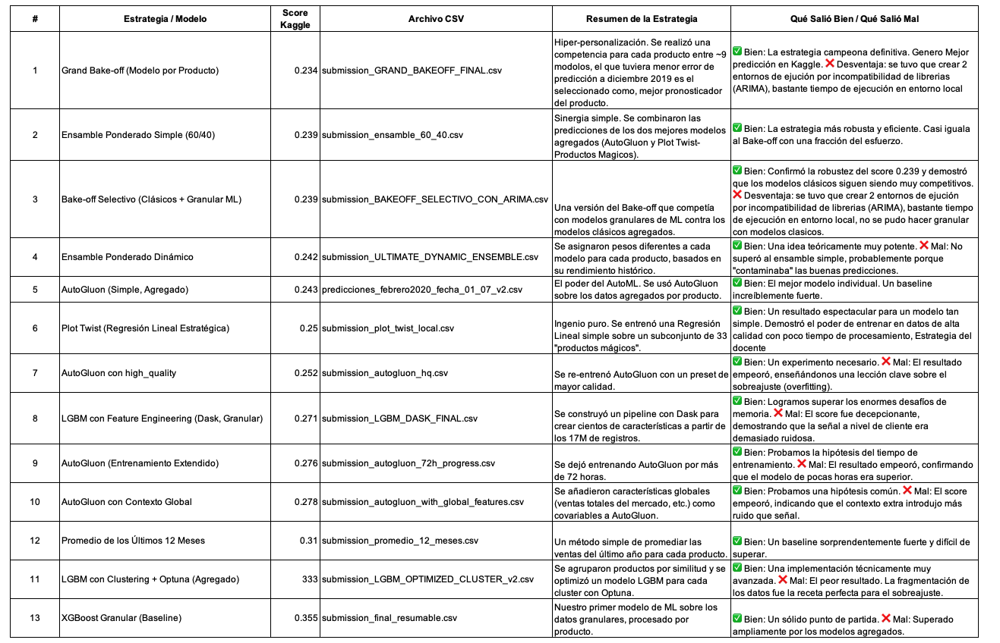 # Estrategia / Modelo Score Kaggle Archivo CSV Resumen de la Estrategia Qué Salió Bien / Qué Salió Mal
1
Grand Bake-off (Modelo por Producto)
0.234
submission_GRAND_BAKEOFF_FINAL.csv
Hiper-personalización. Se realizó una
competencia para cada producto entre ~9
modolos, el que tuviera menor error de
predicción a diciembre 2019 es el
seleccionado como, mejor pronosticador
del producto.
✅ Bien: La estrategia campeona definitiva. Genero Mejor
predicción en Kaggle. ❌ Desventaja: se tuvo que crear 2
entornos de ejución por incompatibilidad de librerias
(ARIMA), bastante tiempo de ejecución en entorno local
2
Ensamble Ponderado Simple (60/40)
0.239
submission_ensamble_60_40.csv
Sinergia simple. Se combinaron las
predicciones de los dos mejores modelos
agregados (AutoGluon y Plot Twist-
Productos Magicos).
✅ Bien: La estrategia más robusta y eficiente. Casi iguala
al Bake-off con una fracción del esfuerzo.
3
Bake-off Selectivo (Clásicos + Granular ML)
0.239
submission_BAKEOFF_SELECTIVO_CON_ARIMA.csv
Una versión del Bake-off que competía
con modelos granulares de ML contra los
modelos clásicos agregados.
✅ Bien: Confirmó la robustez del score 0.239 y demostró
que los modelos clásicos siguen siendo muy competitivos.
❌ Desventaja: se tuvo que crear 2 entornos de ejución
por incompatibilidad de librerias (ARIMA), bastante tiempo
de ejecución en entorno local, no se pudo hacer granular
con modelos clasicos.
4
Ensamble Ponderado Dinámico
0.242
submission_ULTIMATE_DYNAMIC_ENSEMBLE.csv
Se asignaron pesos diferentes a cada
modelo para cada producto, basados en
su rendimiento histórico.
✅ Bien: Una idea teóricamente muy potente. ❌ Mal: No
superó al ensamble simple, probablemente porque
"contaminaba" las buenas predicciones.
5
AutoGluon (Simple, Agregado)
0.243
predicciones_febrero2020_fecha_01_07_v2.csv
El poder del AutoML. Se usó AutoGluon
sobre los datos agregados por producto.
✅ Bien: El mejor modelo individual. Un baseline
increíblemente fuerte.
6
Plot Twist (Regresión Lineal Estratégica)
0.25
submission_plot_twist_local.csv
Ingenio puro. Se entrenó una Regresión
Lineal simple sobre un subconjunto de 33
"productos mágicos".
✅ Bien: Un resultado espectacular para un modelo tan
simple. Demostró el poder de entrenar en datos de alta
calidad con poco tiempo de procesamiento, Estrategia del
docente
7
AutoGluon con high_quality
0.252
submission_autogluon_hq.csv
Se re-entrenó AutoGluon con un preset de
mayor calidad.
✅ Bien: Un experimento necesario. ❌ Mal: El resultado
empeoró, enseñándonos una lección clave sobre el
sobreajuste (overfitting).
8
LGBM con Feature Engineering (Dask, Granular)
0.271
submission_LGBM_DASK_FINAL.csv
Se construyó un pipeline con Dask para
crear cientos de características a partir de
los 17M de registros.
✅ Bien: Logramos superar los enormes desafíos de
memoria. ❌ Mal: El score fue decepcionante,
demostrando que la señal a nivel de cliente era
demasiado ruidosa.
9
AutoGluon (Entrenamiento Extendido)
0.276
submission_autogluon_72h_progress.csv
Se dejó entrenando AutoGluon por más
de 72 horas.
✅ Bien: Probamos la hipótesis del tiempo de
entrenamiento. ❌ Mal: El resultado empeoró, confirmando
que el modelo de pocas horas era superior.
10
AutoGluon con Contexto Global
0.278
submission_autogluon_with_global_features.csv
Se añadieron características globales
(ventas totales del mercado, etc.) como
covariables a AutoGluon.
✅ Bien: Probamos una hipótesis común. ❌ Mal: El score
empeoró, indicando que el contexto extra introdujo más
ruido que señal.
12
Promedio de los Últimos 12 Meses
0.31
submission_promedio_12_meses.csv
Un método simple de promediar las
ventas del último año para cada producto.
✅ Bien: Un baseline sorprendentemente fuerte y difícil de
superar.
11
LGBM con Clustering + Optuna (Agregado)
333
submission_LGBM_OPTIMIZED_CLUSTER_v2.csv
Se agruparon productos por similitud y se
optimizó un modelo LGBM para cada
cluster con Optuna.
✅ Bien: Una implementación técnicamente muy
avanzada. ❌ Mal: El peor resultado. La fragmentación de
los datos fue la receta perfecta para el sobreajuste.
13
XGBoost Granular (Baseline)
0.355
submission_final_resumable.csv
Nuestro primer modelo de ML sobre los
datos granulares, procesado por
producto.
✅ Bien: Un sólido punto de partida. ❌ Mal: Superado
ampliamente por los modelos agregados.